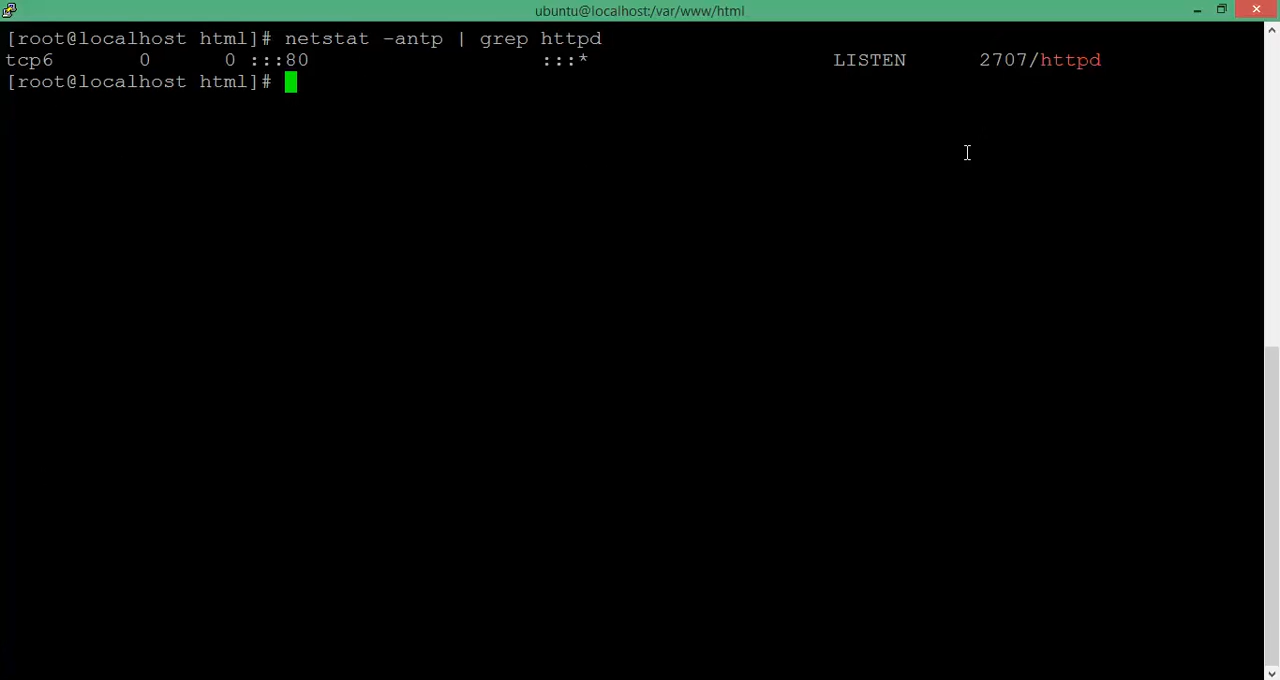 ubuntu@localhost:/var/www/html
[root@localhost html]# netstat -antp | grep httpd
tcp6 0 0 :::80 :::* LISTEN 2707/httpd
[root@localhost html]#